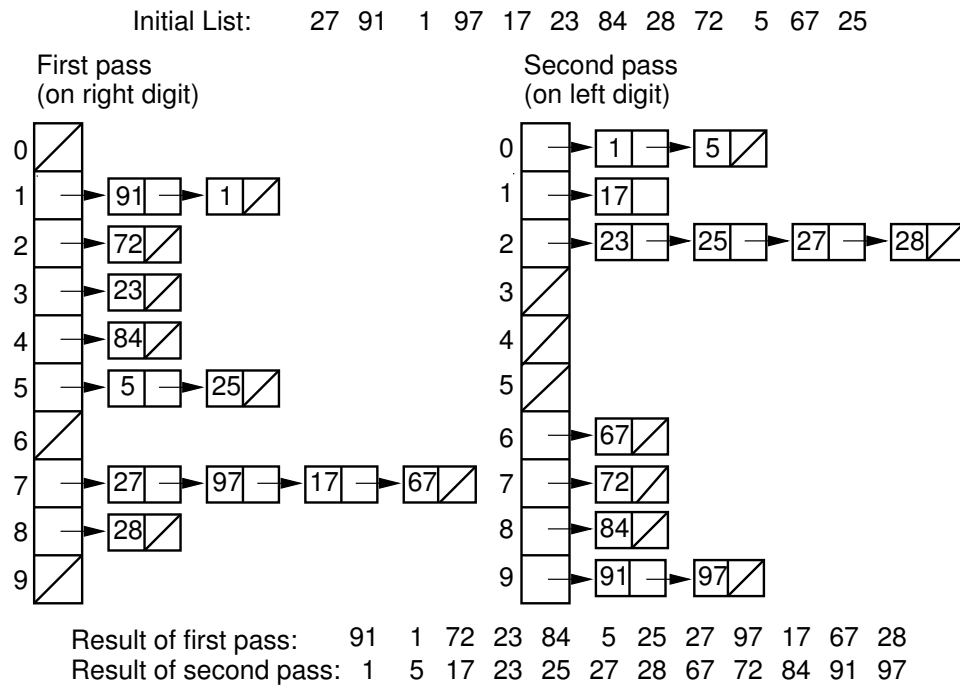 Initial List: 27 91 1 97 17 23 84 28 72 5 67 25
First pass
(on right digit)
0
1 91 1
2 72
3 23
4 84
5 5 25
6
7 27 97 17 67
8 28
9
Second pass
(on left digit)
0 1 5
1 17
2 23 25 27 28
3
4
5
6 67
7 72
8 84
9 91 97
Result of first pass: 91 1 72 23 84 5 25 27 97 17 67 28
Result of second pass: 1 5 17 23 25 27 28 67 72 84 91 97